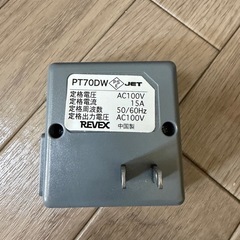 PT70DW JET
定格電圧 AC100V
定格電流 15A
定格周波数 50/60Hz
定格出力電圧 AC100V
REVEX 中国製